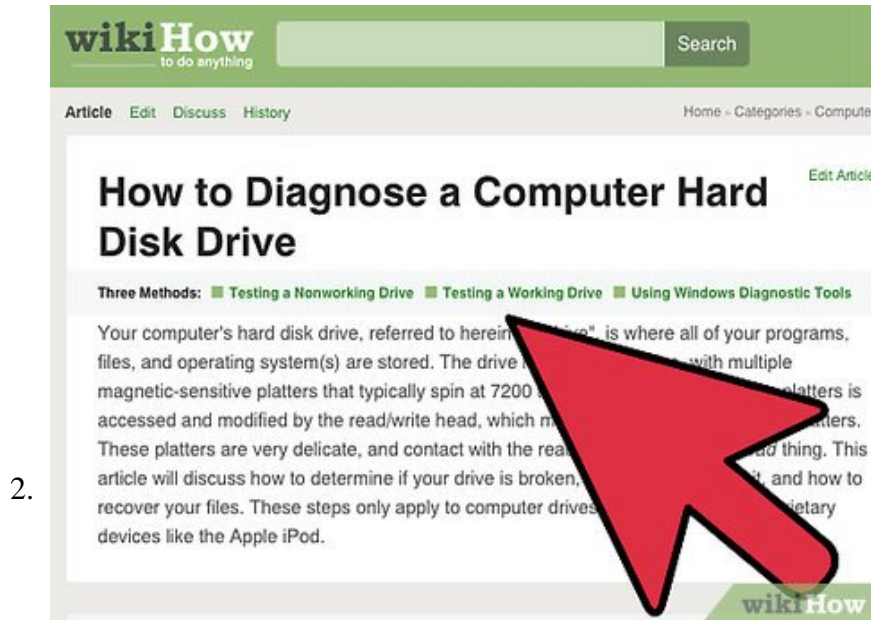 wikiHow
to do anything
Search
Article Edit Discuss History
Home » Categories » Compute
How to Diagnose a Computer Hard
Disk Drive
Edit Article
Three Methods: Testing a Nonworking Drive Testing a Working Drive Using Windows Diagnostic Tools
Your computer's hard disk drive, referred to herein is where all of your programs,
files, and operating system(s) are stored. The drive with multiple
magnetic-sensitive platters that typically spin at 7200 platters is
accessed and modified by the read/write head, which
These platters are very delicate, and contact with the thing. This
article will discuss how to determine if your drive is broken, and how to
2.
recover your files. These steps only apply to computer drives
devices like the Apple iPod.
wikiHow